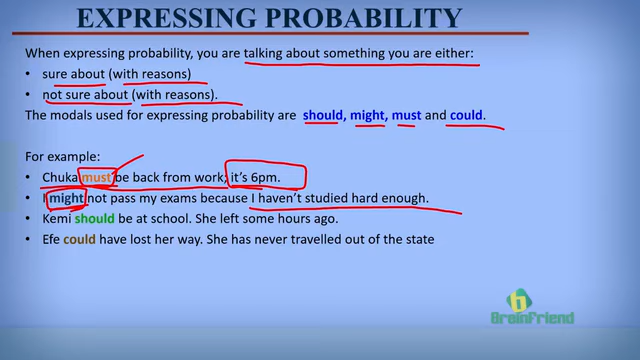 EXPRESSING PROBABILITY
When expressing probability, you are talking about something you are either:
• sure about (with reasons)
• not sure about (with reasons).
The modals used for expressing probability are should, might, must and could.
For example:
• Chuka must be back from work; it's 6pm.
• I might not pass my exams because I haven't studied hard enough.
• Kemi should be at school. She left some hours ago.
• Efe could have lost her way. She has never travelled out of the state
b
BrainFriend